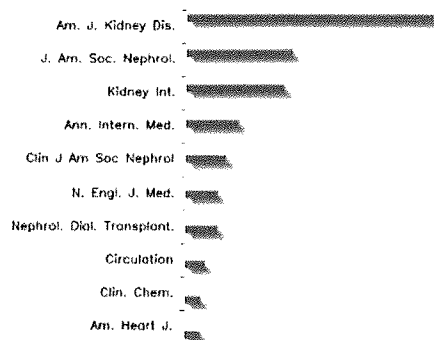 Am. J. Kidney Dis.
J. Am. Soc. Nephrol.
Kidney Int.
Ann. Intern. Med.
Clin J Am Soc Nephrol
N. Engl. J. Med.
Nephrol. Dial. Transplant.
Circulation
Clin. Chem.
Am. Heart J.